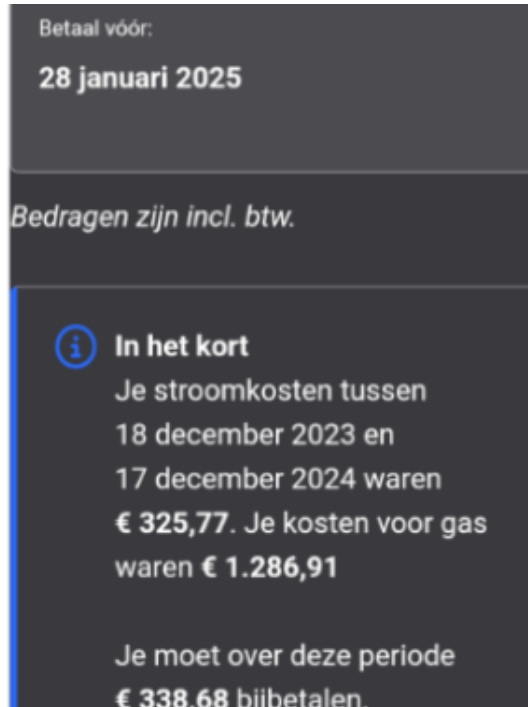 Betaal vóór:
28 januari 2025
Bedragen zijn incl. btw.
In het kort
Je stroomkosten tussen
18 december 2023 en
17 december 2024 waren
€ 325,77. Je kosten voor gas
waren € 1.286,91
Je moet over deze periode
€ 338,68 bijbetalen.